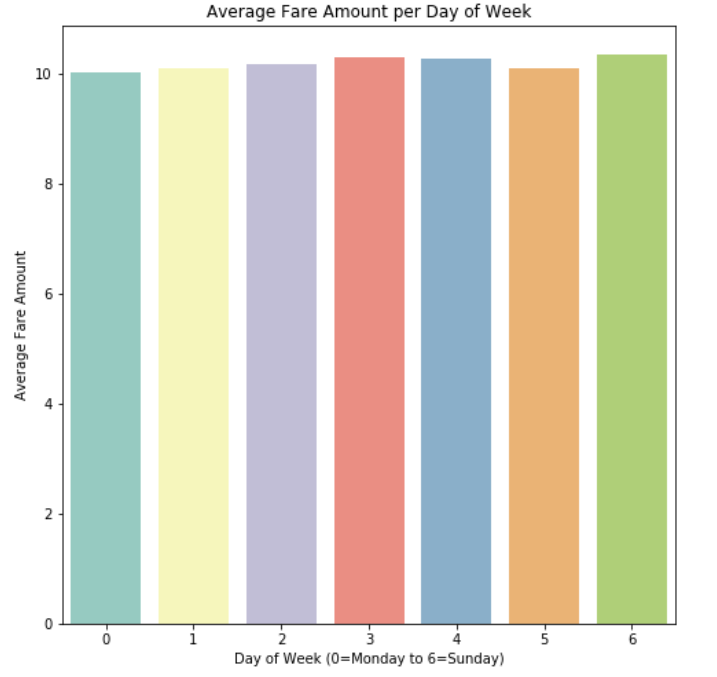 Average Fare Amount per Day of Week
10
8
6
4
2
0
Average Fare Amount
0 1 2 3 4 5 6
Day of Week (0=Monday to 6=Sunday)